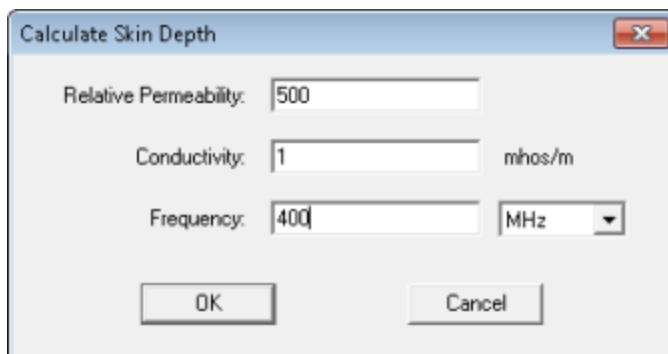 Calculate Skin Depth
Relative Permeability: 500
Conductivity: 1 mhos/m
Frequency: 400 MHz
OK Cancel